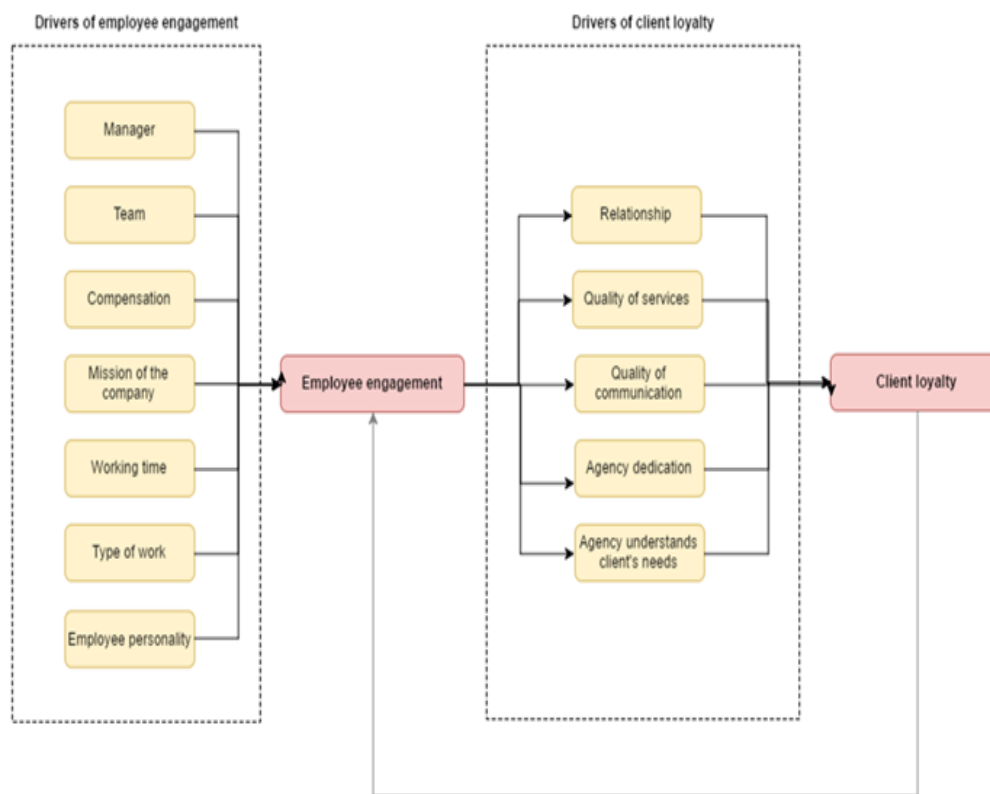 Drivers of employee engagement
Manager
Team
Compensation
Mission of the
company
Working time
Type of work
Employee personality
Employee engagement
Drivers of client loyalty
Relationship
Quality of services
Quality of
communication
Agency dedication
Agency understands
client's needs
Client loyalty